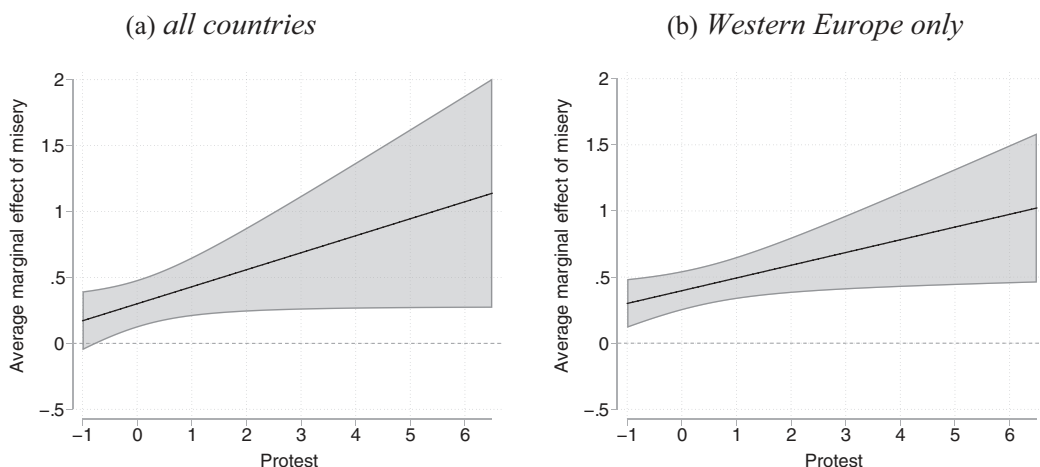 (a) all countries
(b) Western Europe only
Average marginal effect of misery
2
1.5
1
.5
0
−.5
−1 0 1 2 3 4 5 6
Protest
Average marginal effect of misery
2
1.5
1
.5
0
−.5
−1 0 1 2 3 4 5 6
Protest